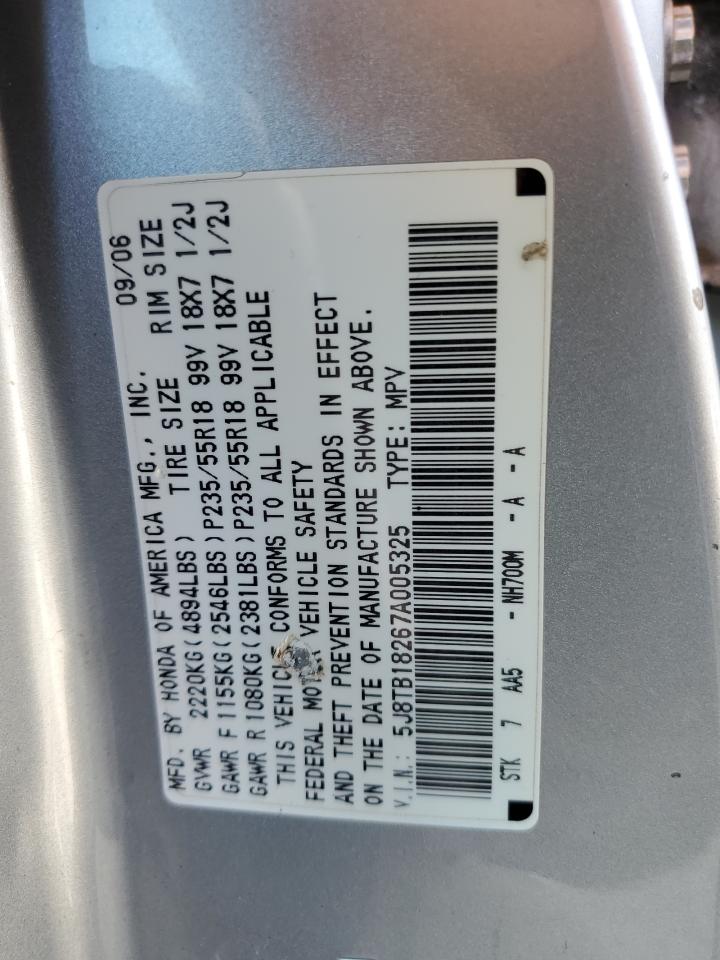 MFD. BY HONDA OF AMERICA MFG., INC. 09/06
GVWR 2220KG(4894LBS) TIRE SIZE RIM SIZE
GAWR F 1155KG(2546LBS)P235/55R18 99V 18X7 1/2J
GAWR R 1080KG(2381LBS)P235/55R18 99V 18X7 1/2J
THIS VEHICLE CONFORMS TO ALL APPLICABLE
FEDERAL MOTOR VEHICLE SAFETY
AND THEFT PREVENTION STANDARDS IN EFFECT
ON THE DATE OF MANUFACTURE SHOWN ABOVE.
V.I.N.: 5J8TB18267A005325 TYPE: MPV
STK 7 AA5 - NH700M - A - A